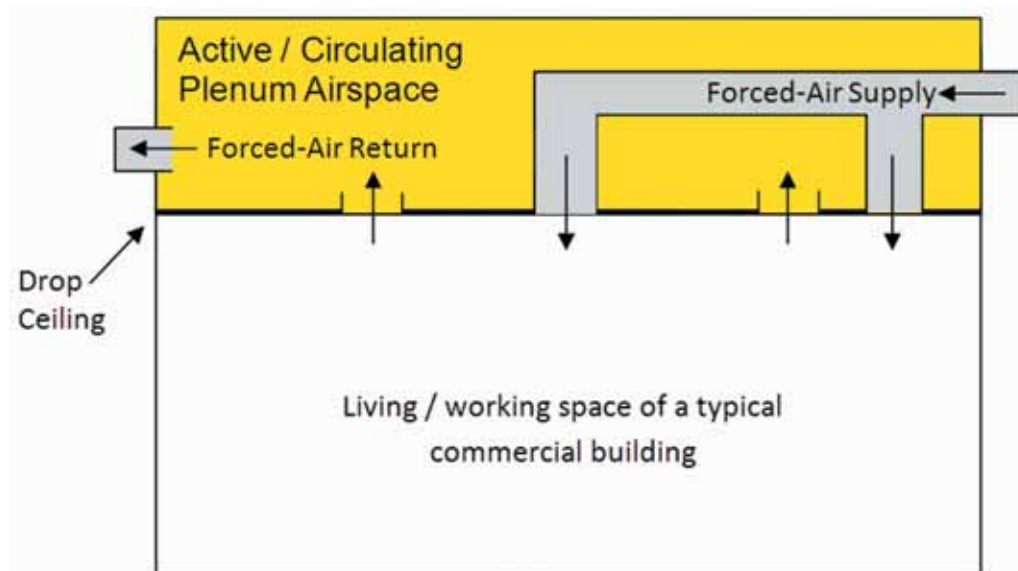 Active / Circulating
Plenum Airspace
Forced-Air Supply
Forced-Air Return
Drop
Ceiling
Living / working space of a typical
commercial building